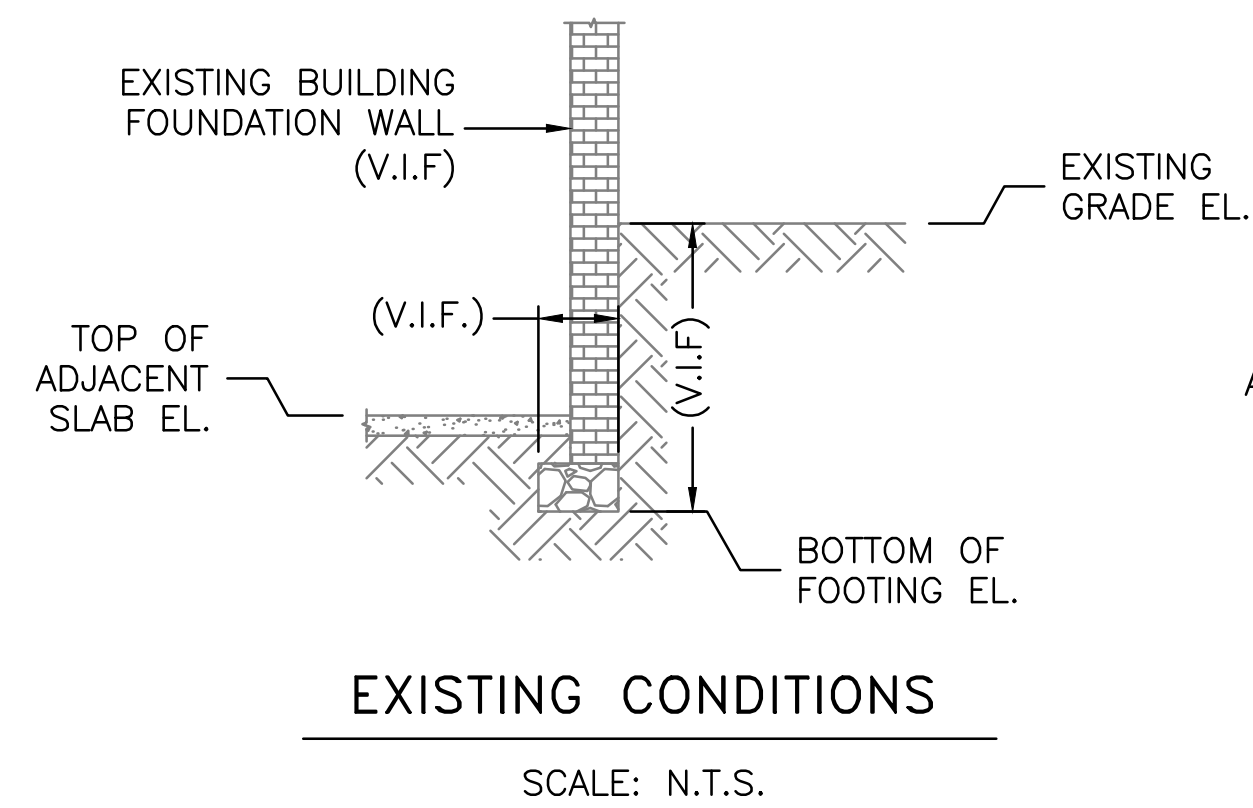 EXISTING BUILDING
FOUNDATION WALL
(V.I.F)
EXISTING
GRADE EL.
(V.I.F.)
(V.I.F)
TOP OF
ADJACENT
SLAB EL.
BOTTOM OF
FOOTING EL.
EXISTING CONDITIONS
SCALE: N.T.S.